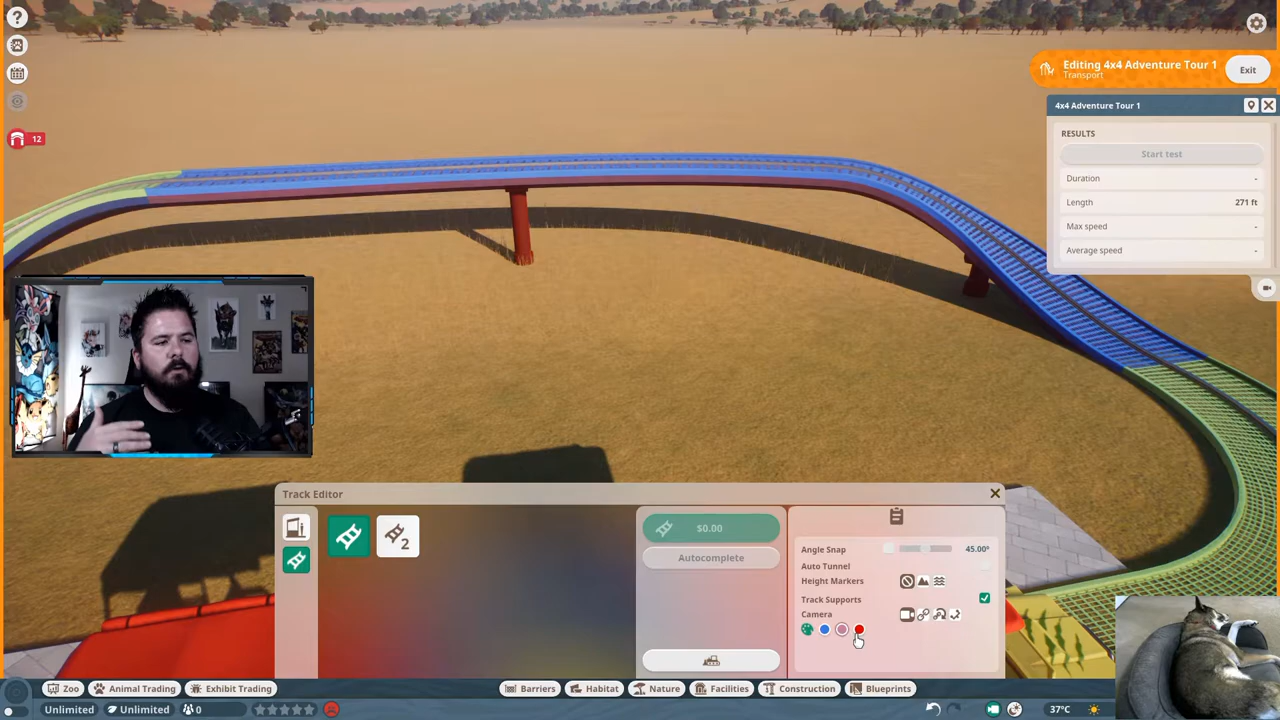 ?
Editing 4x4 Adventure Tour 1
Transport
Exit
4x4 Adventure Tour 1
RESULTS
Start test
Duration -
Length 271 ft
Max speed -
Average speed -
12
Track Editor
2
$0.00
Autocomplete
Angle Snap 45.00°
Auto Tunnel
Height Markers
Track Supports
Camera
Zoo
Animal Trading
Exhibit Trading
Barriers
Habitat
Nature
Facilities
Construction
Blueprints
Unlimited
Unlimited
0
37°C